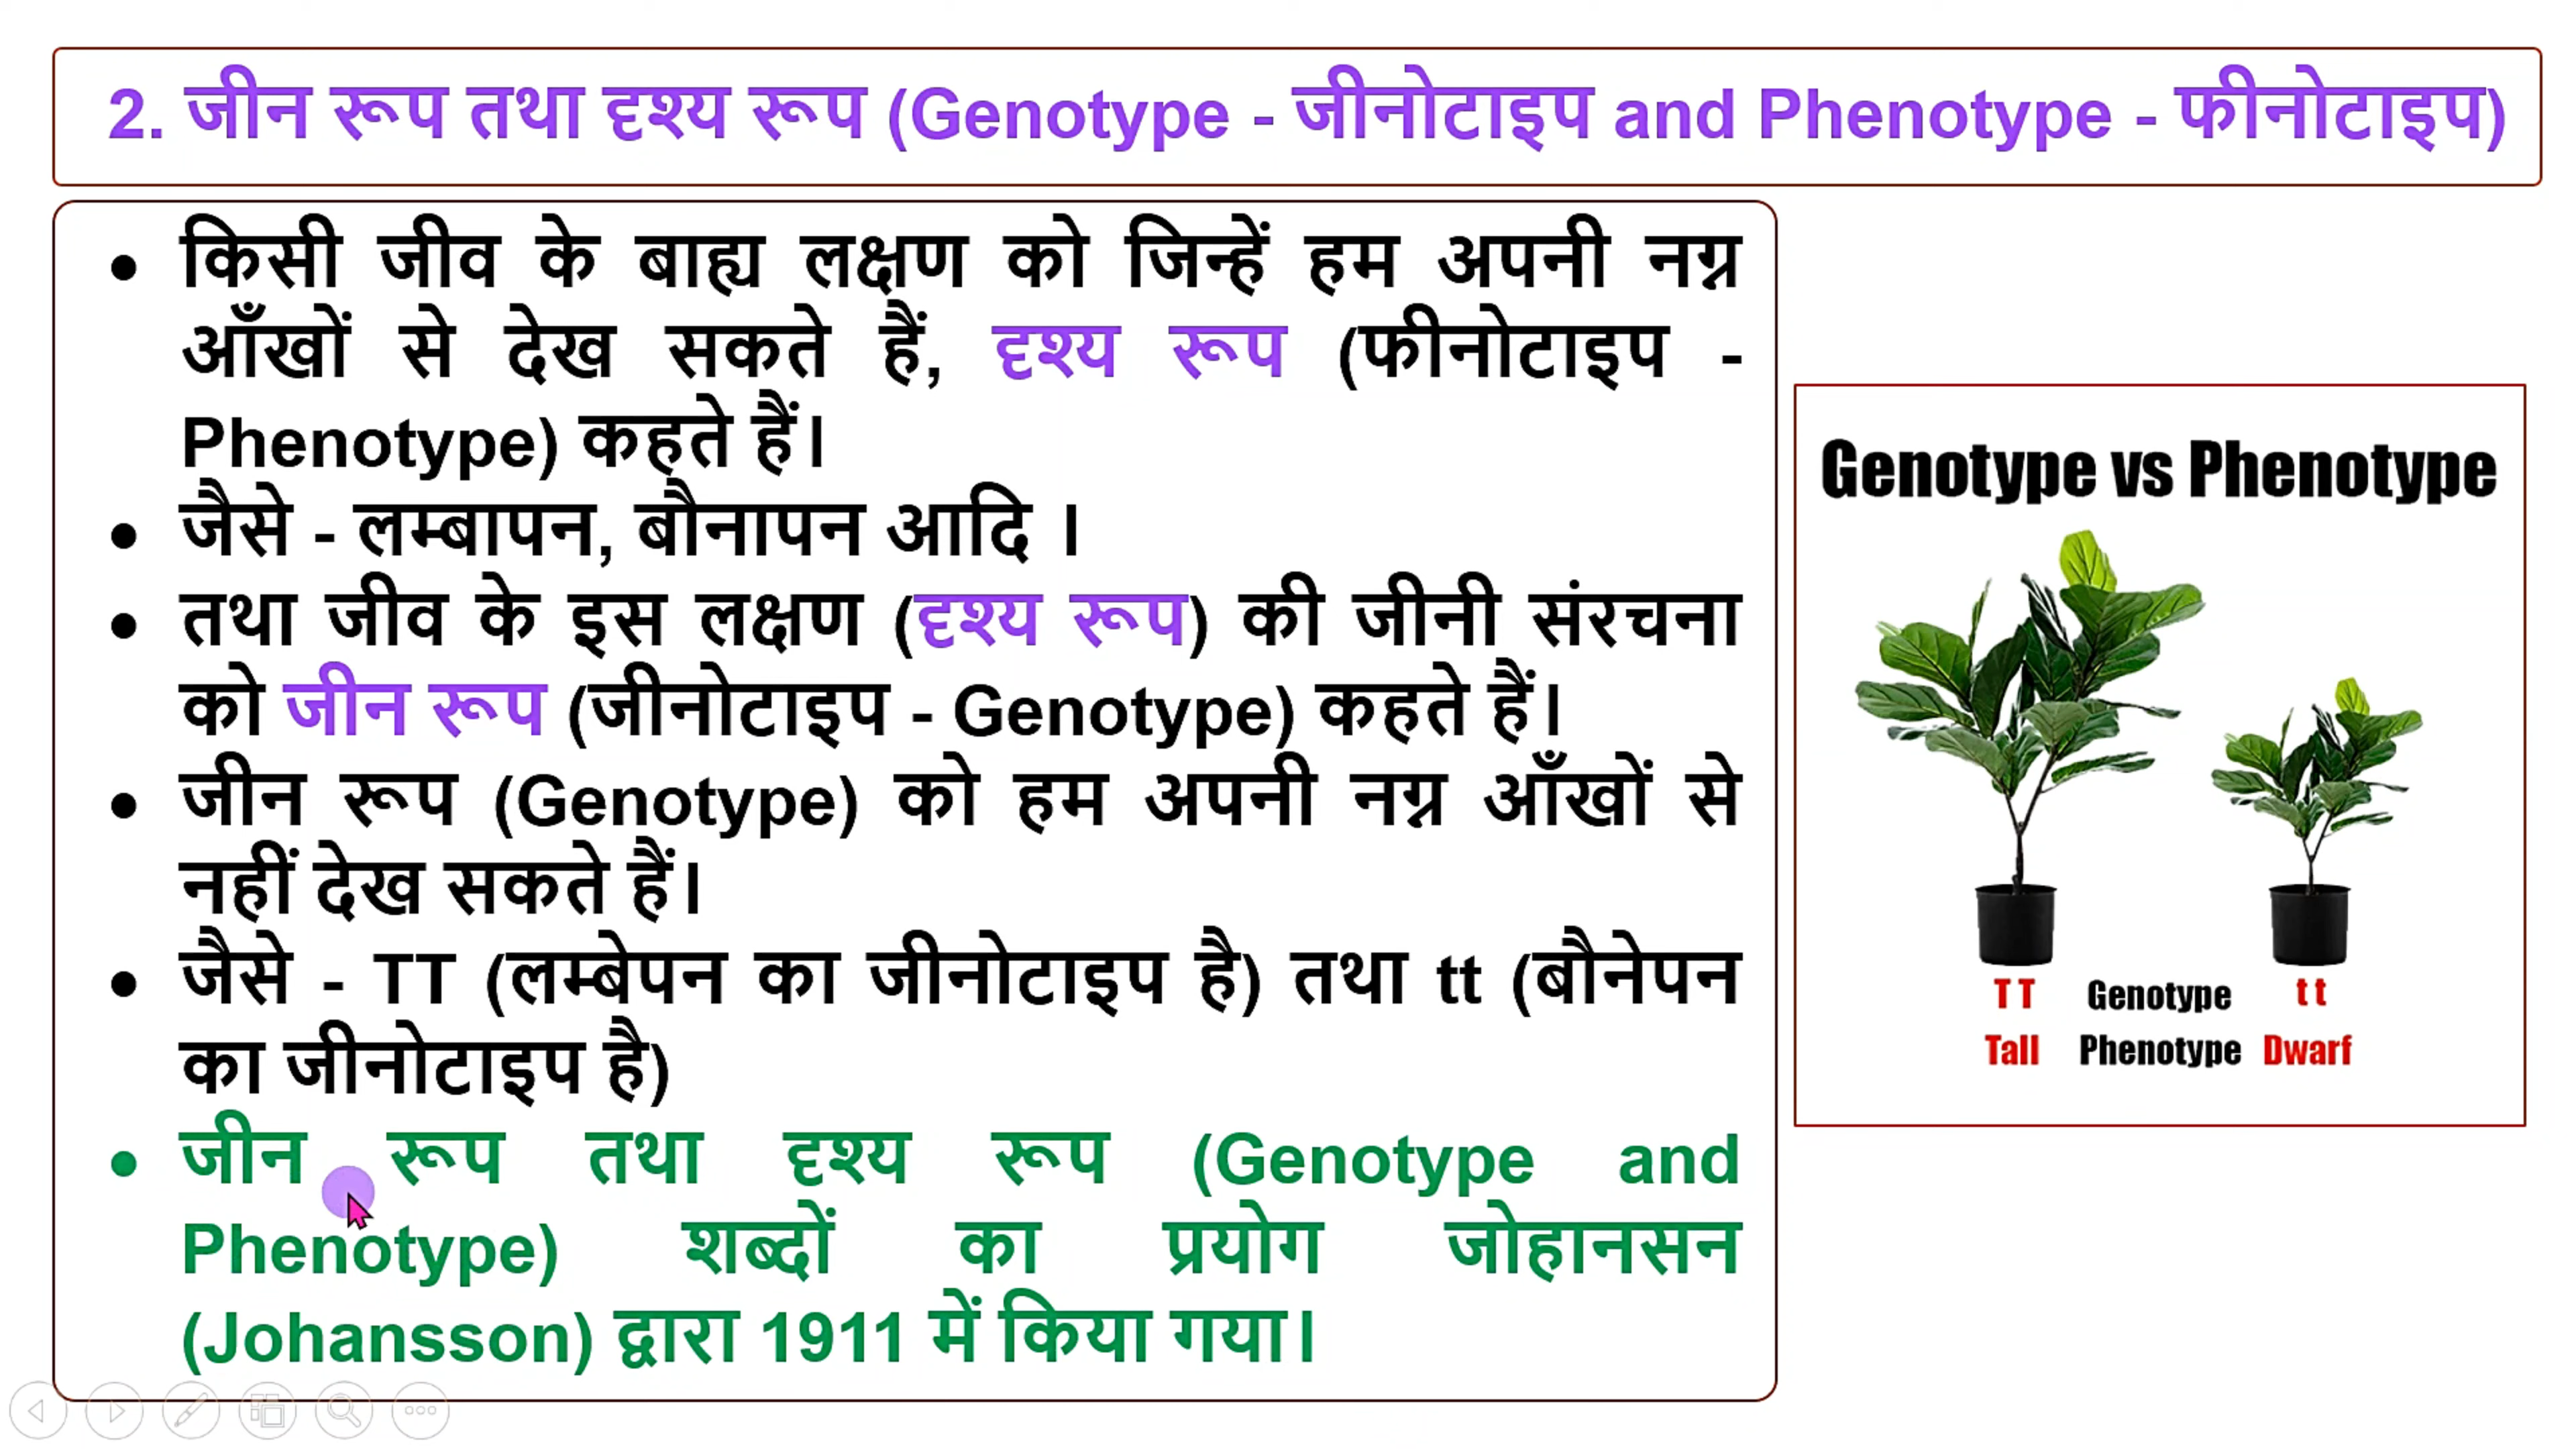 2. जीन रूप तथा दृश्य रूप (Genotype - जीनोटाइप and Phenotype - फीनोटाइप)
• किसी जीव के बाह्य लक्षण को जिन्हें हम अपनी नग्न
आँखों से देख सकते हैं, दृश्य रूप (फीनोटाइप -
Phenotype) कहते हैं।
• जैसे - लम्बापन, बौनापन आदि ।
• तथा जीव के इस लक्षण (दृश्य रूप) की जीनी संरचना
को जीन रूप (जीनोटाइप - Genotype) कहते हैं।
• जीन रूप (Genotype) को हम अपनी नग्न आँखों से
नहीं देख सकते हैं।
• जैसे - TT (लम्बेपन का जीनोटाइप है) तथा tt (बौनेपन
का जीनोटाइप है)
• जीन रूप तथा दृश्य रूप (Genotype and
Phenotype) शब्दों का प्रयोग जोहानसन
(Johansson) द्वारा 1911 में किया गया।
Genotype vs Phenotype
T T Genotype t t
Tall Phenotype Dwarf